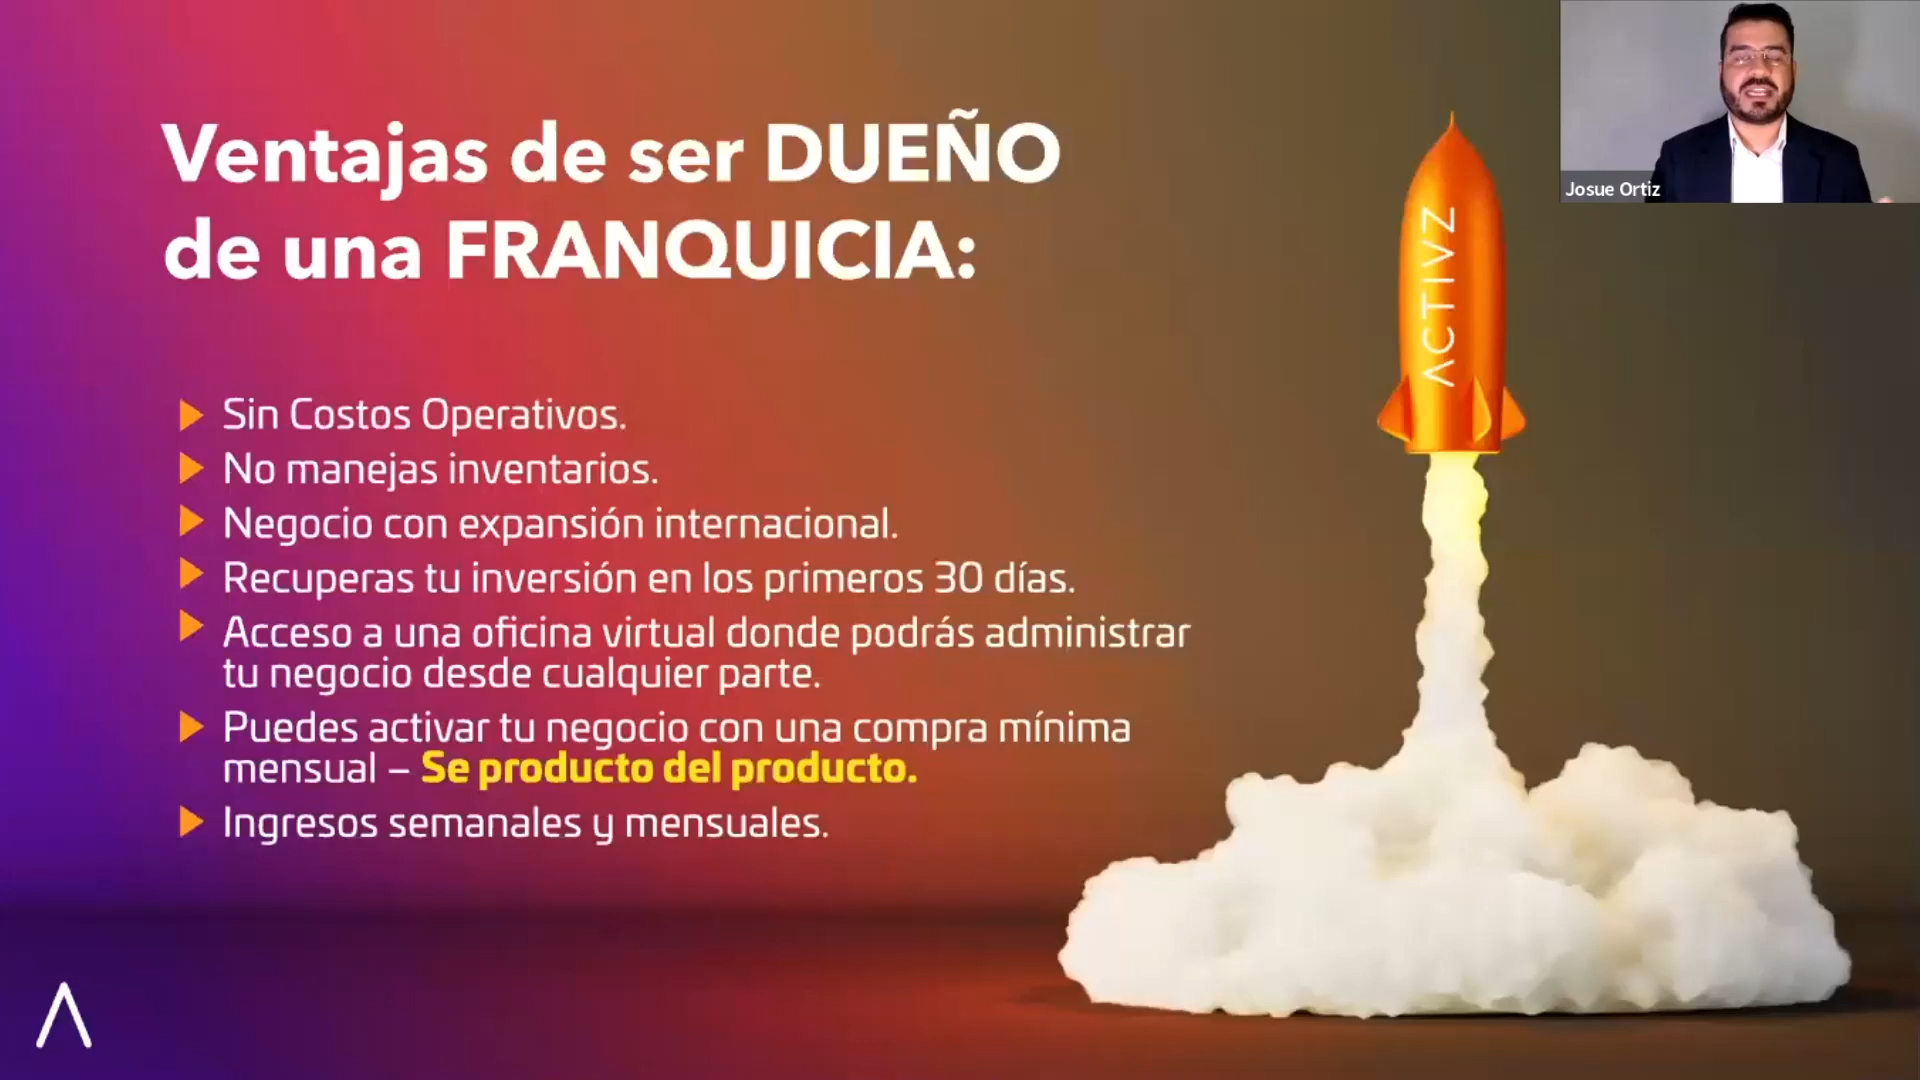 Ventajas de ser DUEÑO
de una FRANQUICIA:
Sin Costos Operativos.
No manejas inventarios.
Negocio con expansión internacional.
Recuperas tu inversión en los primeros 30 días.
Acceso a una oficina virtual donde podrás administrar
tu negocio desde cualquier parte.
Puedes activar tu negocio con una compra mínima
mensual – Se producto del producto.
Ingresos semanales y mensuales.
ACTIVZ
Josue Ortiz